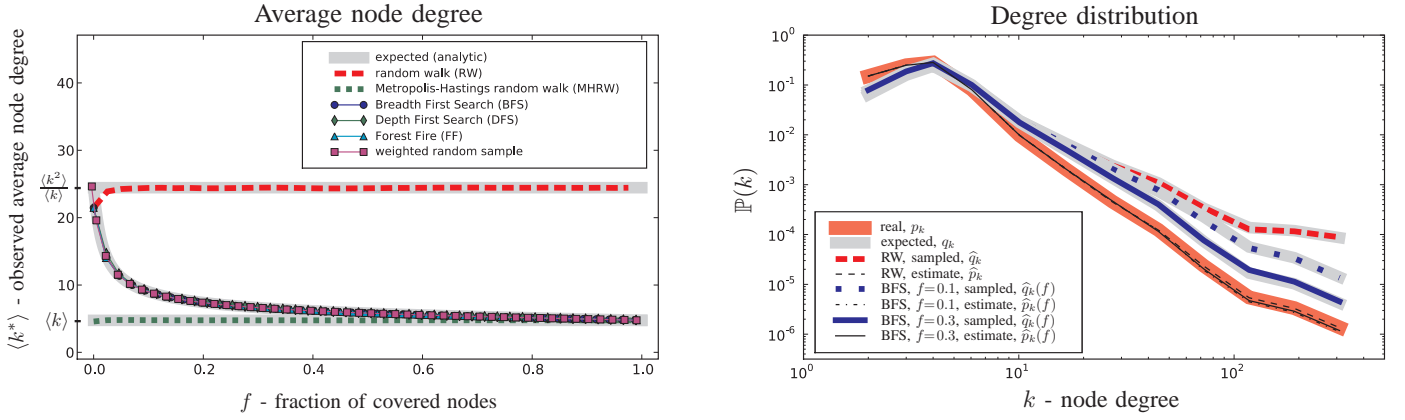 Average node degree
⟨k*⟩ - observed average node degree
40
30
⟨k²⟩/⟨k⟩
20
10
⟨k⟩
0
expected (analytic)
random walk (RW)
Metropolis-Hastings random walk (MHRW)
Breadth First Search (BFS)
Depth First Search (DFS)
Forest Fire (FF)
weighted random sample
0.0 0.2 0.4 0.6 0.8 1.0
f - fraction of covered nodes
Degree distribution
ℙ(k)
10⁰
10⁻¹
10⁻²
10⁻³
10⁻⁴
10⁻⁵
10⁻⁶
real, p_k
expected, q_k
RW, sampled, q̂_k
RW, estimate, p̂_k
BFS, f=0.1, sampled, q̂_k(f)
BFS, f=0.1, estimate, p̂_k(f)
BFS, f=0.3, sampled, q̂_k(f)
BFS, f=0.3, estimate, p̂_k(f)
10⁰ 10¹ 10²
k - node degree